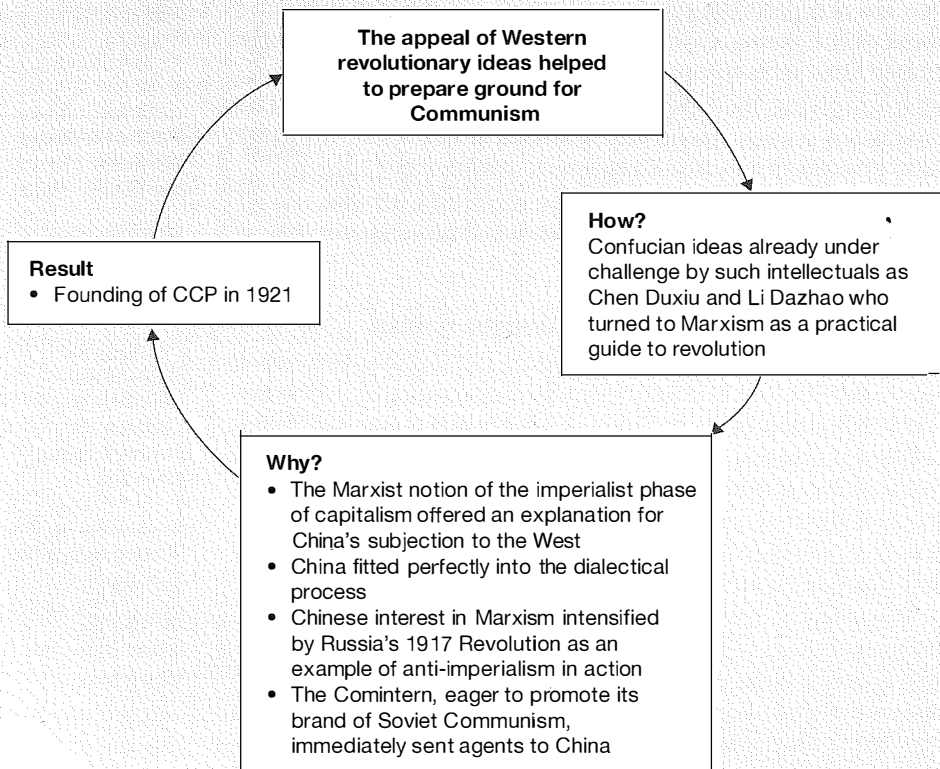 The appeal of Western
revolutionary ideas helped
to prepare ground for
Communism
How?
Confucian ideas already under
challenge by such intellectuals as
Chen Duxiu and Li Dazhao who
turned to Marxism as a practical
guide to revolution
Why?
• The Marxist notion of the imperialist phase
of capitalism offered an explanation for
China's subjection to the West
• China fitted perfectly into the dialectical
process
• Chinese interest in Marxism intensified
by Russia's 1917 Revolution as an
example of anti-imperialism in action
• The Comintern, eager to promote its
brand of Soviet Communism,
immediately sent agents to China
Result
• Founding of CCP in 1921